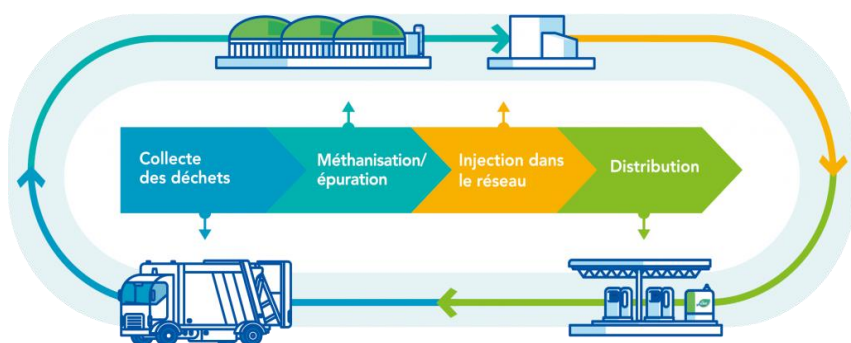 Collecte
des déchets
Méthanisation/
épuration
Injection dans
le réseau
Distribution